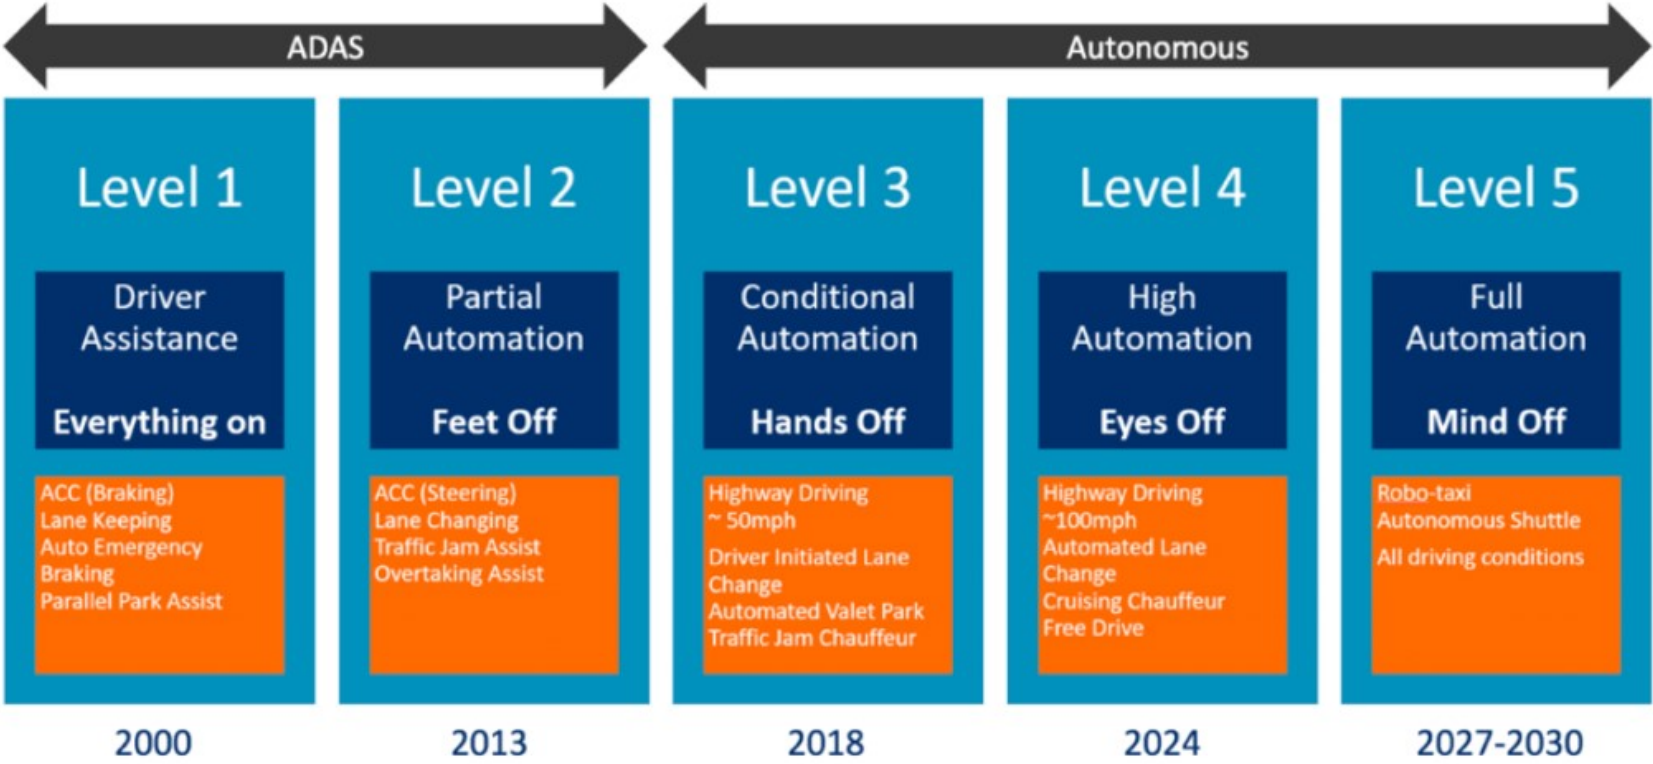 ADAS
Autonomous
Level 1
Driver
Assistance
Everything on
ACC (Braking)
Lane Keeping
Auto Emergency
Braking
Parallel Park Assist
2000
Level 2
Partial
Automation
Feet Off
ACC (Steering)
Lane Changing
Traffic Jam Assist
Overtaking Assist
2013
Level 3
Conditional
Automation
Hands Off
Highway Driving
~ 50mph
Driver Initiated Lane
Change
Automated Valet Park
Traffic Jam Chauffeur
2018
Level 4
High
Automation
Eyes Off
Highway Driving
~100mph
Automated Lane
Change
Cruising Chauffeur
Free Drive
2024
Level 5
Full
Automation
Mind Off
Robo-taxi
Autonomous Shuttle
All driving conditions
2027-2030